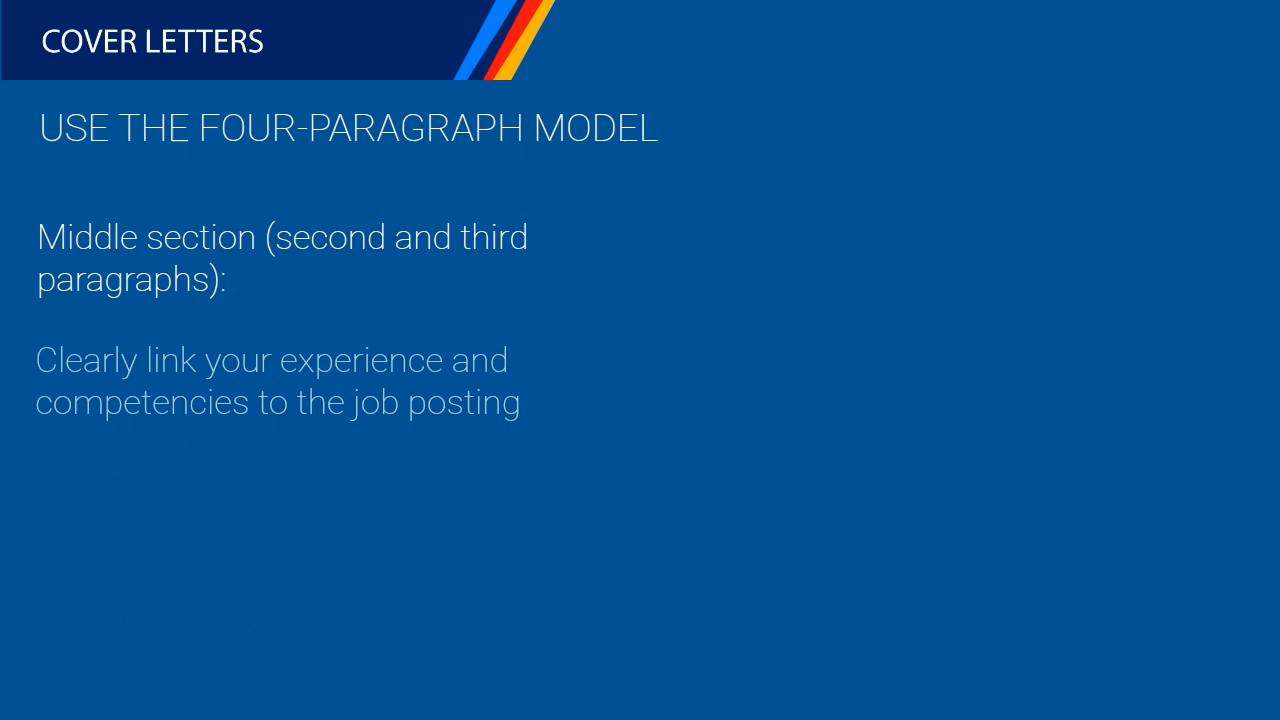 COVER LETTERS
USE THE FOUR-PARAGRAPH MODEL
Middle section (second and third
paragraphs):
Clearly link your experience and
competencies to the job posting